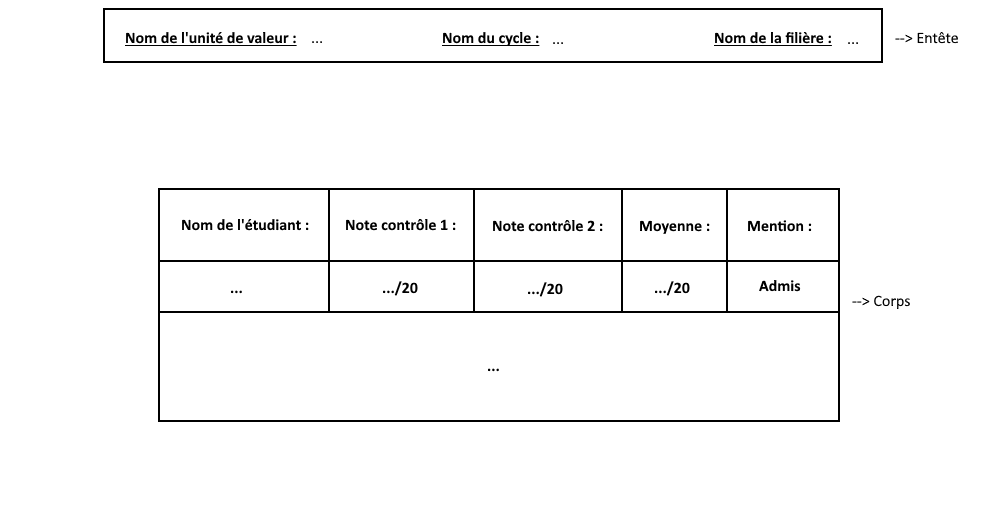 Nom de l'unité de valeur : ... Nom du cycle : ... Nom de la filière : ... --> Entête
Nom de l'étudiant : Note contrôle 1 : Note contrôle 2 : Moyenne : Mention :
... .../20 .../20 .../20 Admis
--> Corps
...